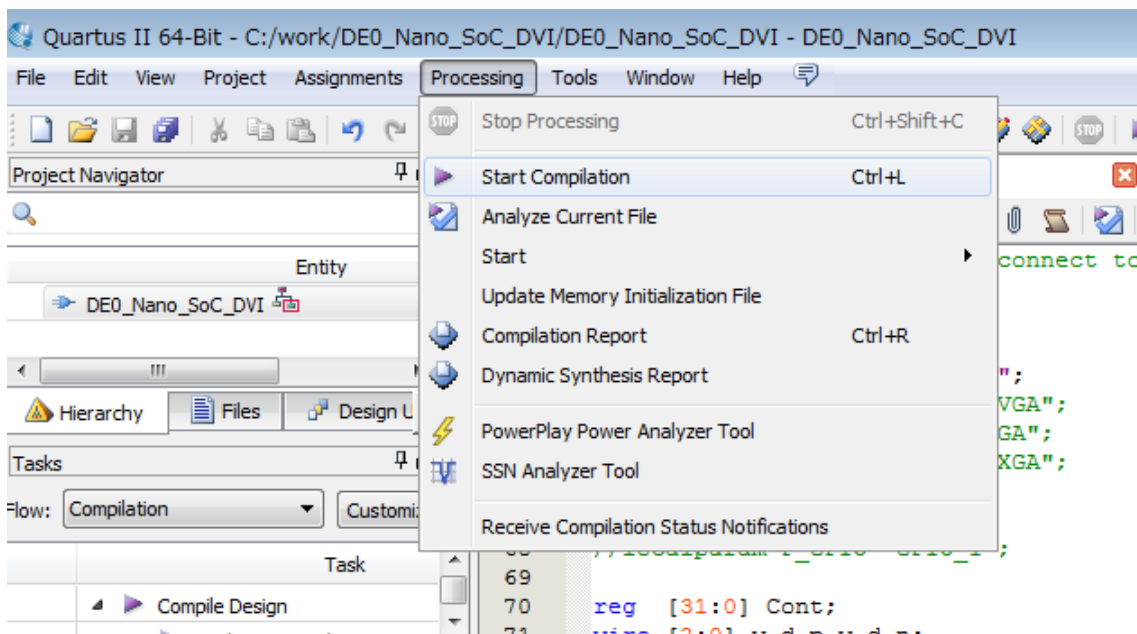 Quartus II 64-Bit - C:/work/DE0_Nano_SoC_DVI/DE0_Nano_SoC_DVI - DE0_Nano_SoC_DVI
File Edit View Project Assignments Processing Tools Window Help
STOP Stop Processing Ctrl+Shift+C STOP
Project Navigator
Start Compilation Ctrl+L
Analyze Current File
Entity
Start
connect to
DE0_Nano_SoC_DVI
Update Memory Initialization File
Compilation Report Ctrl+R
Dynamic Synthesis Report
";
Hierarchy Files Design U
VGA";
PowerPlay Power Analyzer Tool
GA";
Tasks
SSN Analyzer Tool
XGA";
Flow: Compilation Customi
Receive Compilation Status Notifications
Task
69
Compile Design
70 reg [31:0] Cont;
71